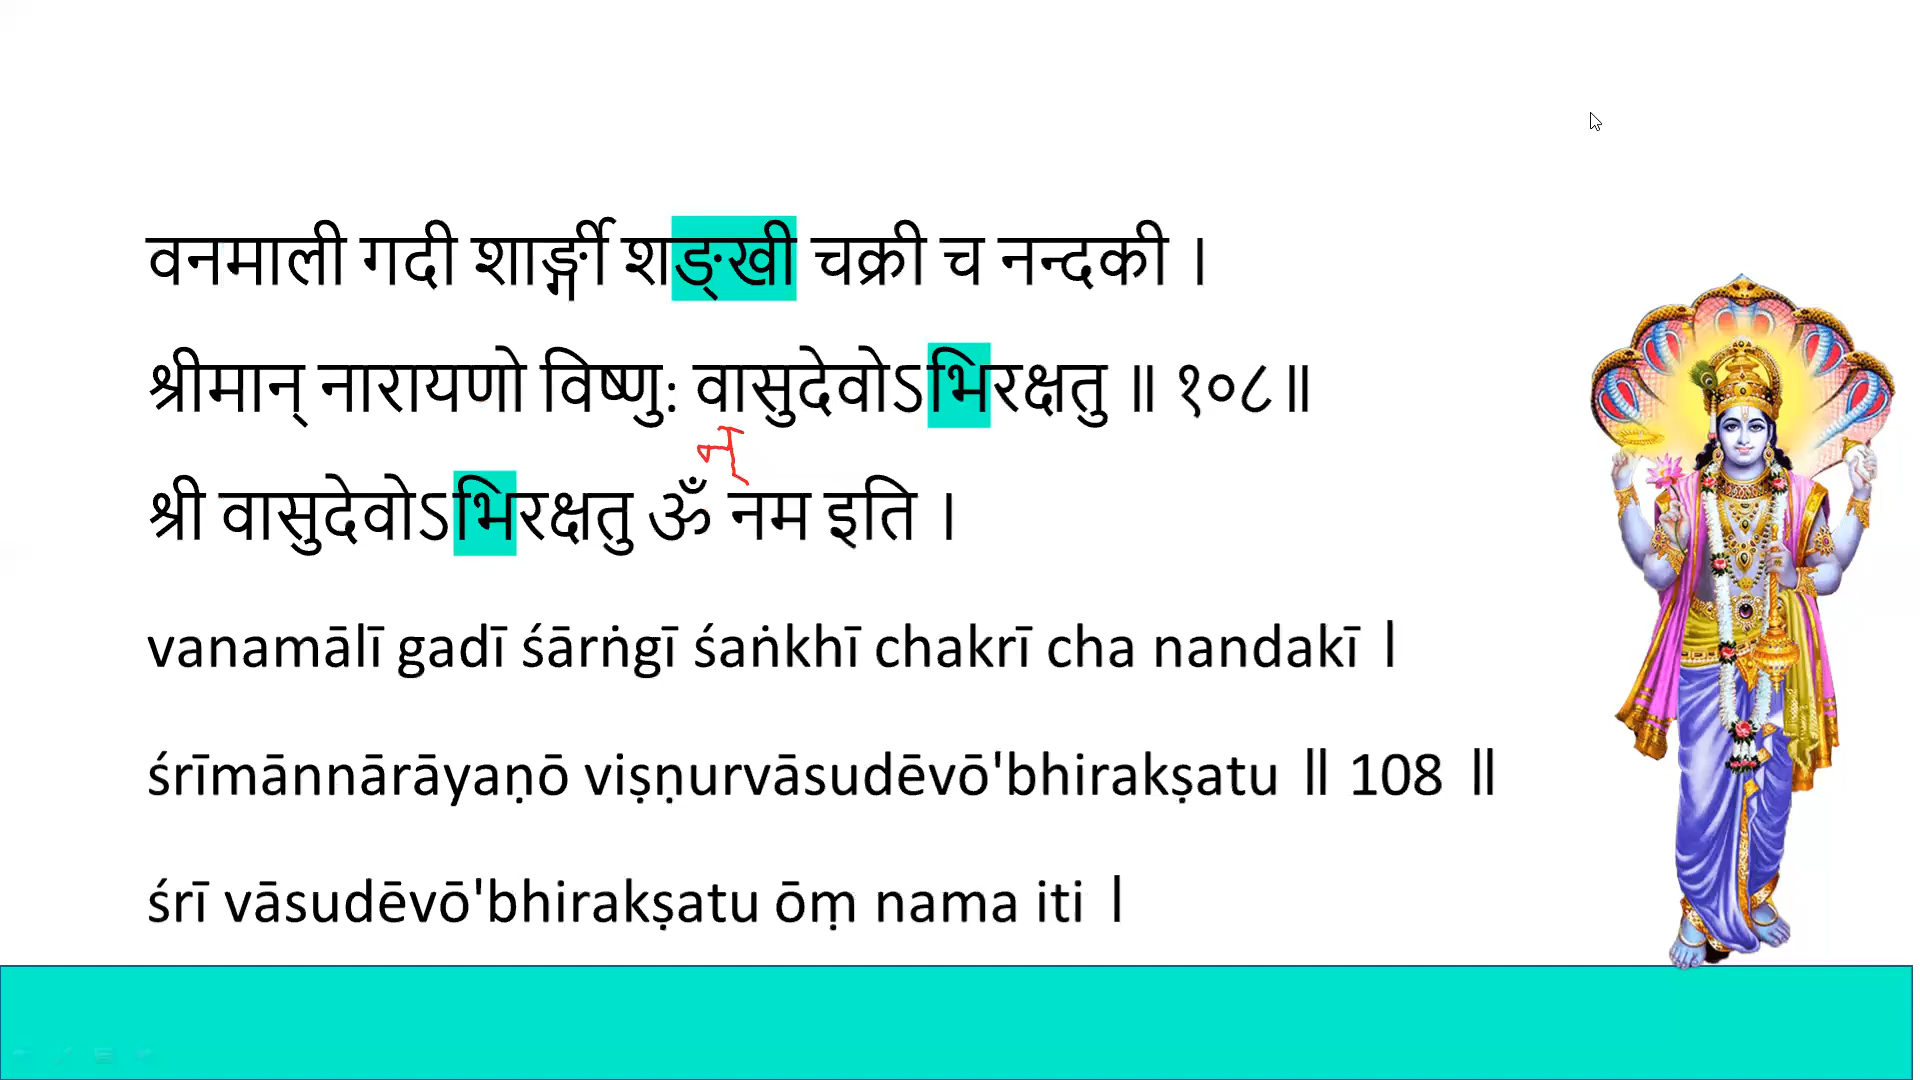 वनमाली गदी शार्ङ्गी शङ्खी चक्री च नन्दकी ।
श्रीमान् नारायणो विष्णु: वासुदेवोऽभिरक्षतु ॥ १०८॥
न्
श्री वासुदेवोऽभिरक्षतु ॐ नम इति ।
vanamālī gadī śārṅgī śaṅkhī chakrī cha nandakī ।
śrīmānnārāyaṇō viṣṇurvāsudēvō'bhirakṣatu ॥ 108 ॥
śrī vāsudēvō'bhirakṣatu ōṃ nama iti ।